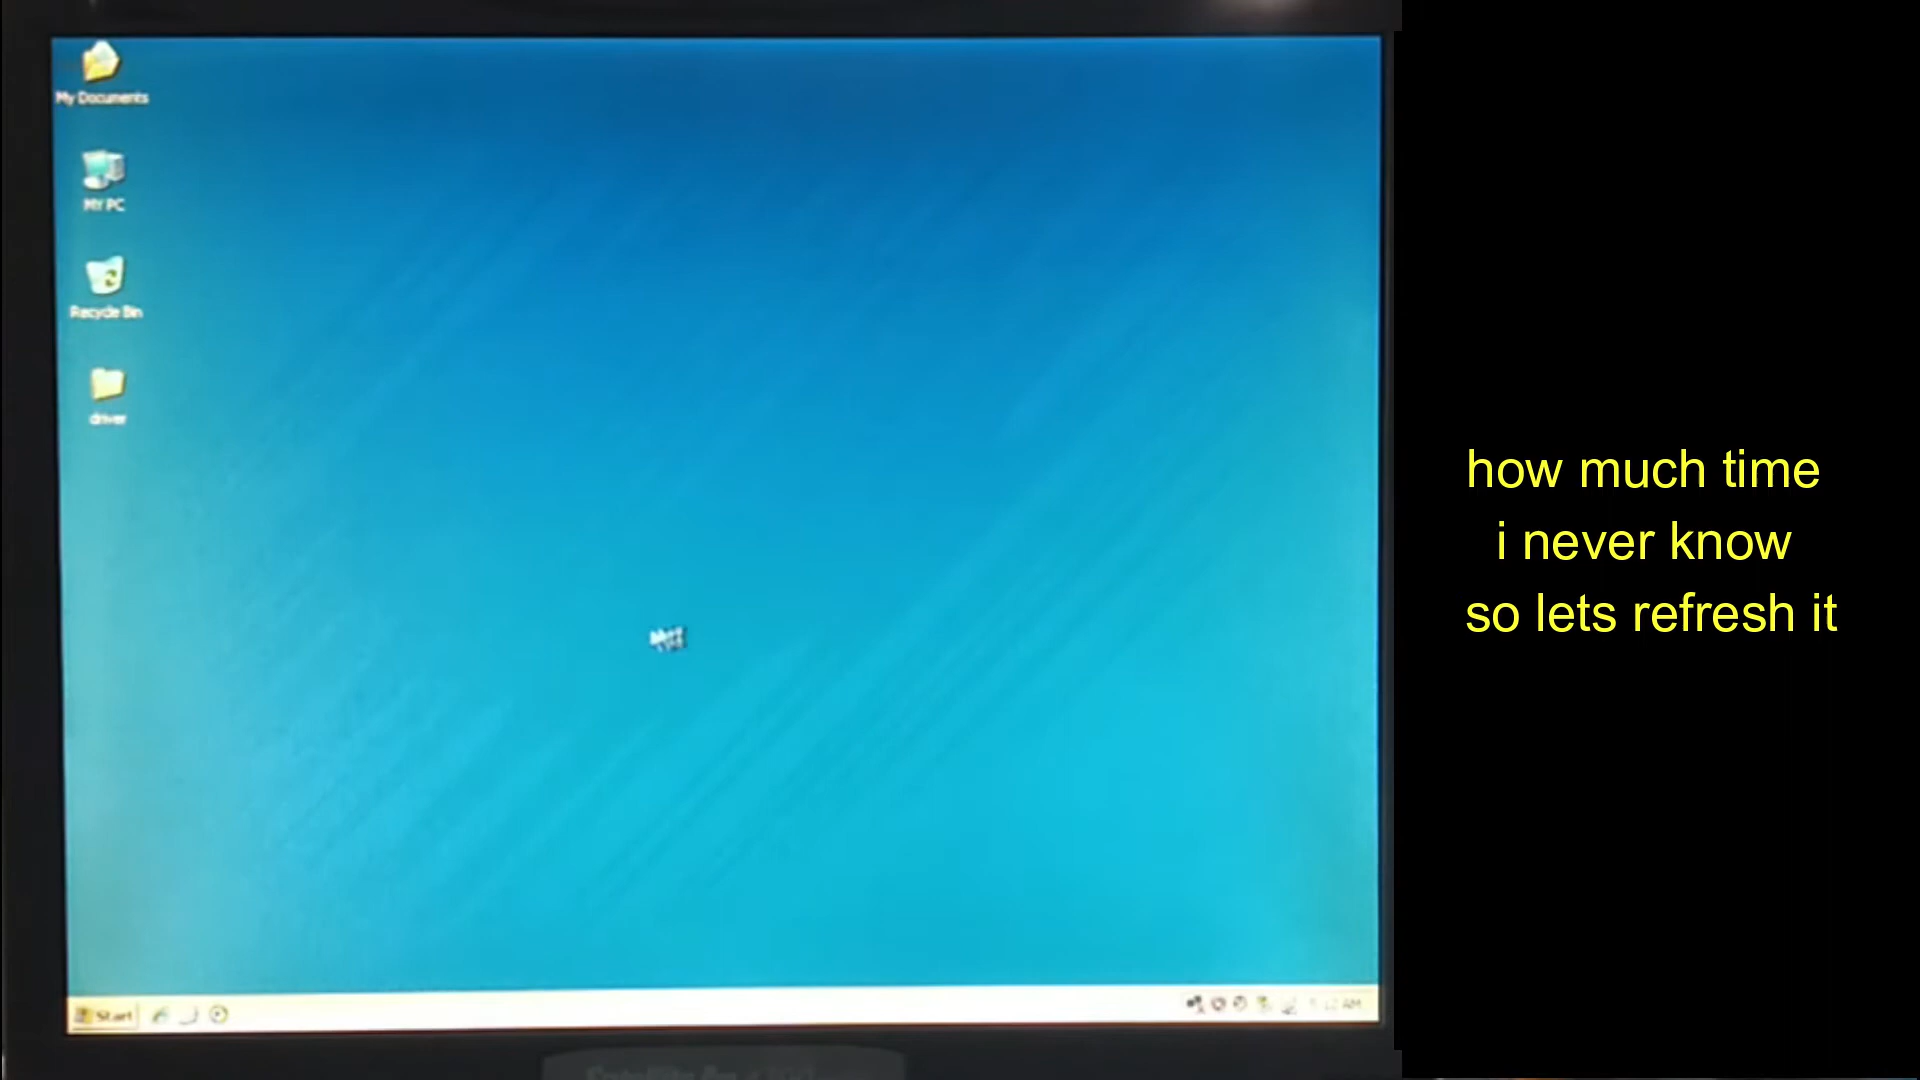 My Documents
MY PC
Recycle Bin
driver
how much time
i never know
so lets refresh it
Start